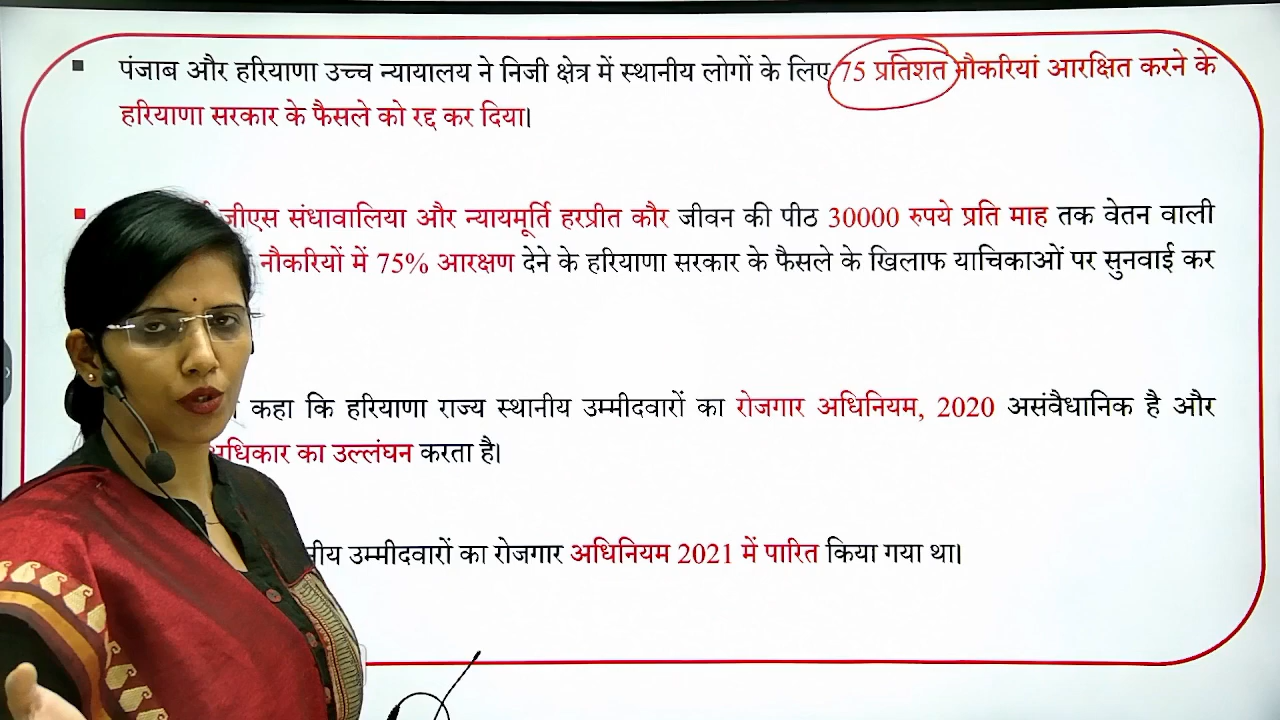 पंजाब और हरियाणा उच्च न्यायालय ने निजी क्षेत्र में स्थानीय लोगों के लिए 75 प्रतिशत नौकरियां आरक्षित करने के
हरियाणा सरकार के फैसले को रद्द कर दिया।
जीएस संधावालिया और न्यायमूर्ति हरप्रीत कौर जीवन की पीठ 30000 रुपये प्रति माह तक वेतन वाली
नौकरियों में 75% आरक्षण देने के हरियाणा सरकार के फैसले के खिलाफ याचिकाओं पर सुनवाई कर
कहा कि हरियाणा राज्य स्थानीय उम्मीदवारों का रोजगार अधिनियम, 2020 असंवैधानिक है और
का उल्लंघन करता है।
उम्मीदवारों का रोजगार अधिनियम 2021 में पारित किया गया था।